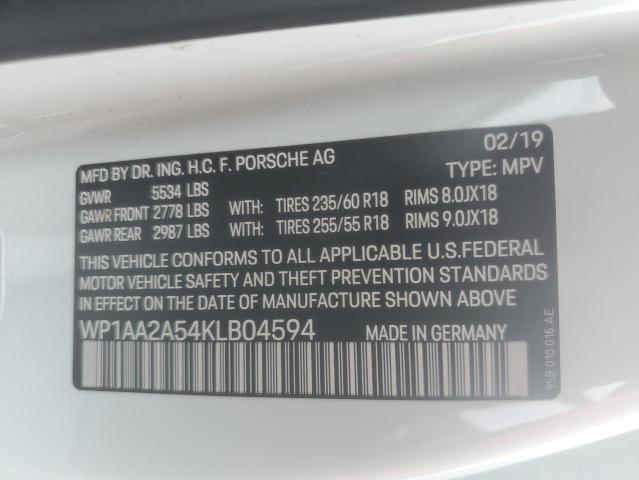 02/19
MFD BY DR. ING. H.C. F. PORSCHE AG TYPE: MPV
GVWR 5534 LBS
GAWR FRONT 2778 LBS WITH: TIRES 235/60 R18 RIMS 8.0JX18
GAWR REAR 2987 LBS WITH: TIRES 255/55 R18 RIMS 9.0JX18
THIS VEHICLE CONFORMS TO ALL APPLICABLE U.S.FEDERAL
MOTOR VEHICLE SAFETY AND THEFT PREVENTION STANDARDS
IN EFFECT ON THE DATE OF MANUFACTURE SHOWN ABOVE
WP1AA2A54KLB04594 MADE IN GERMANY
95B.010.016 AE